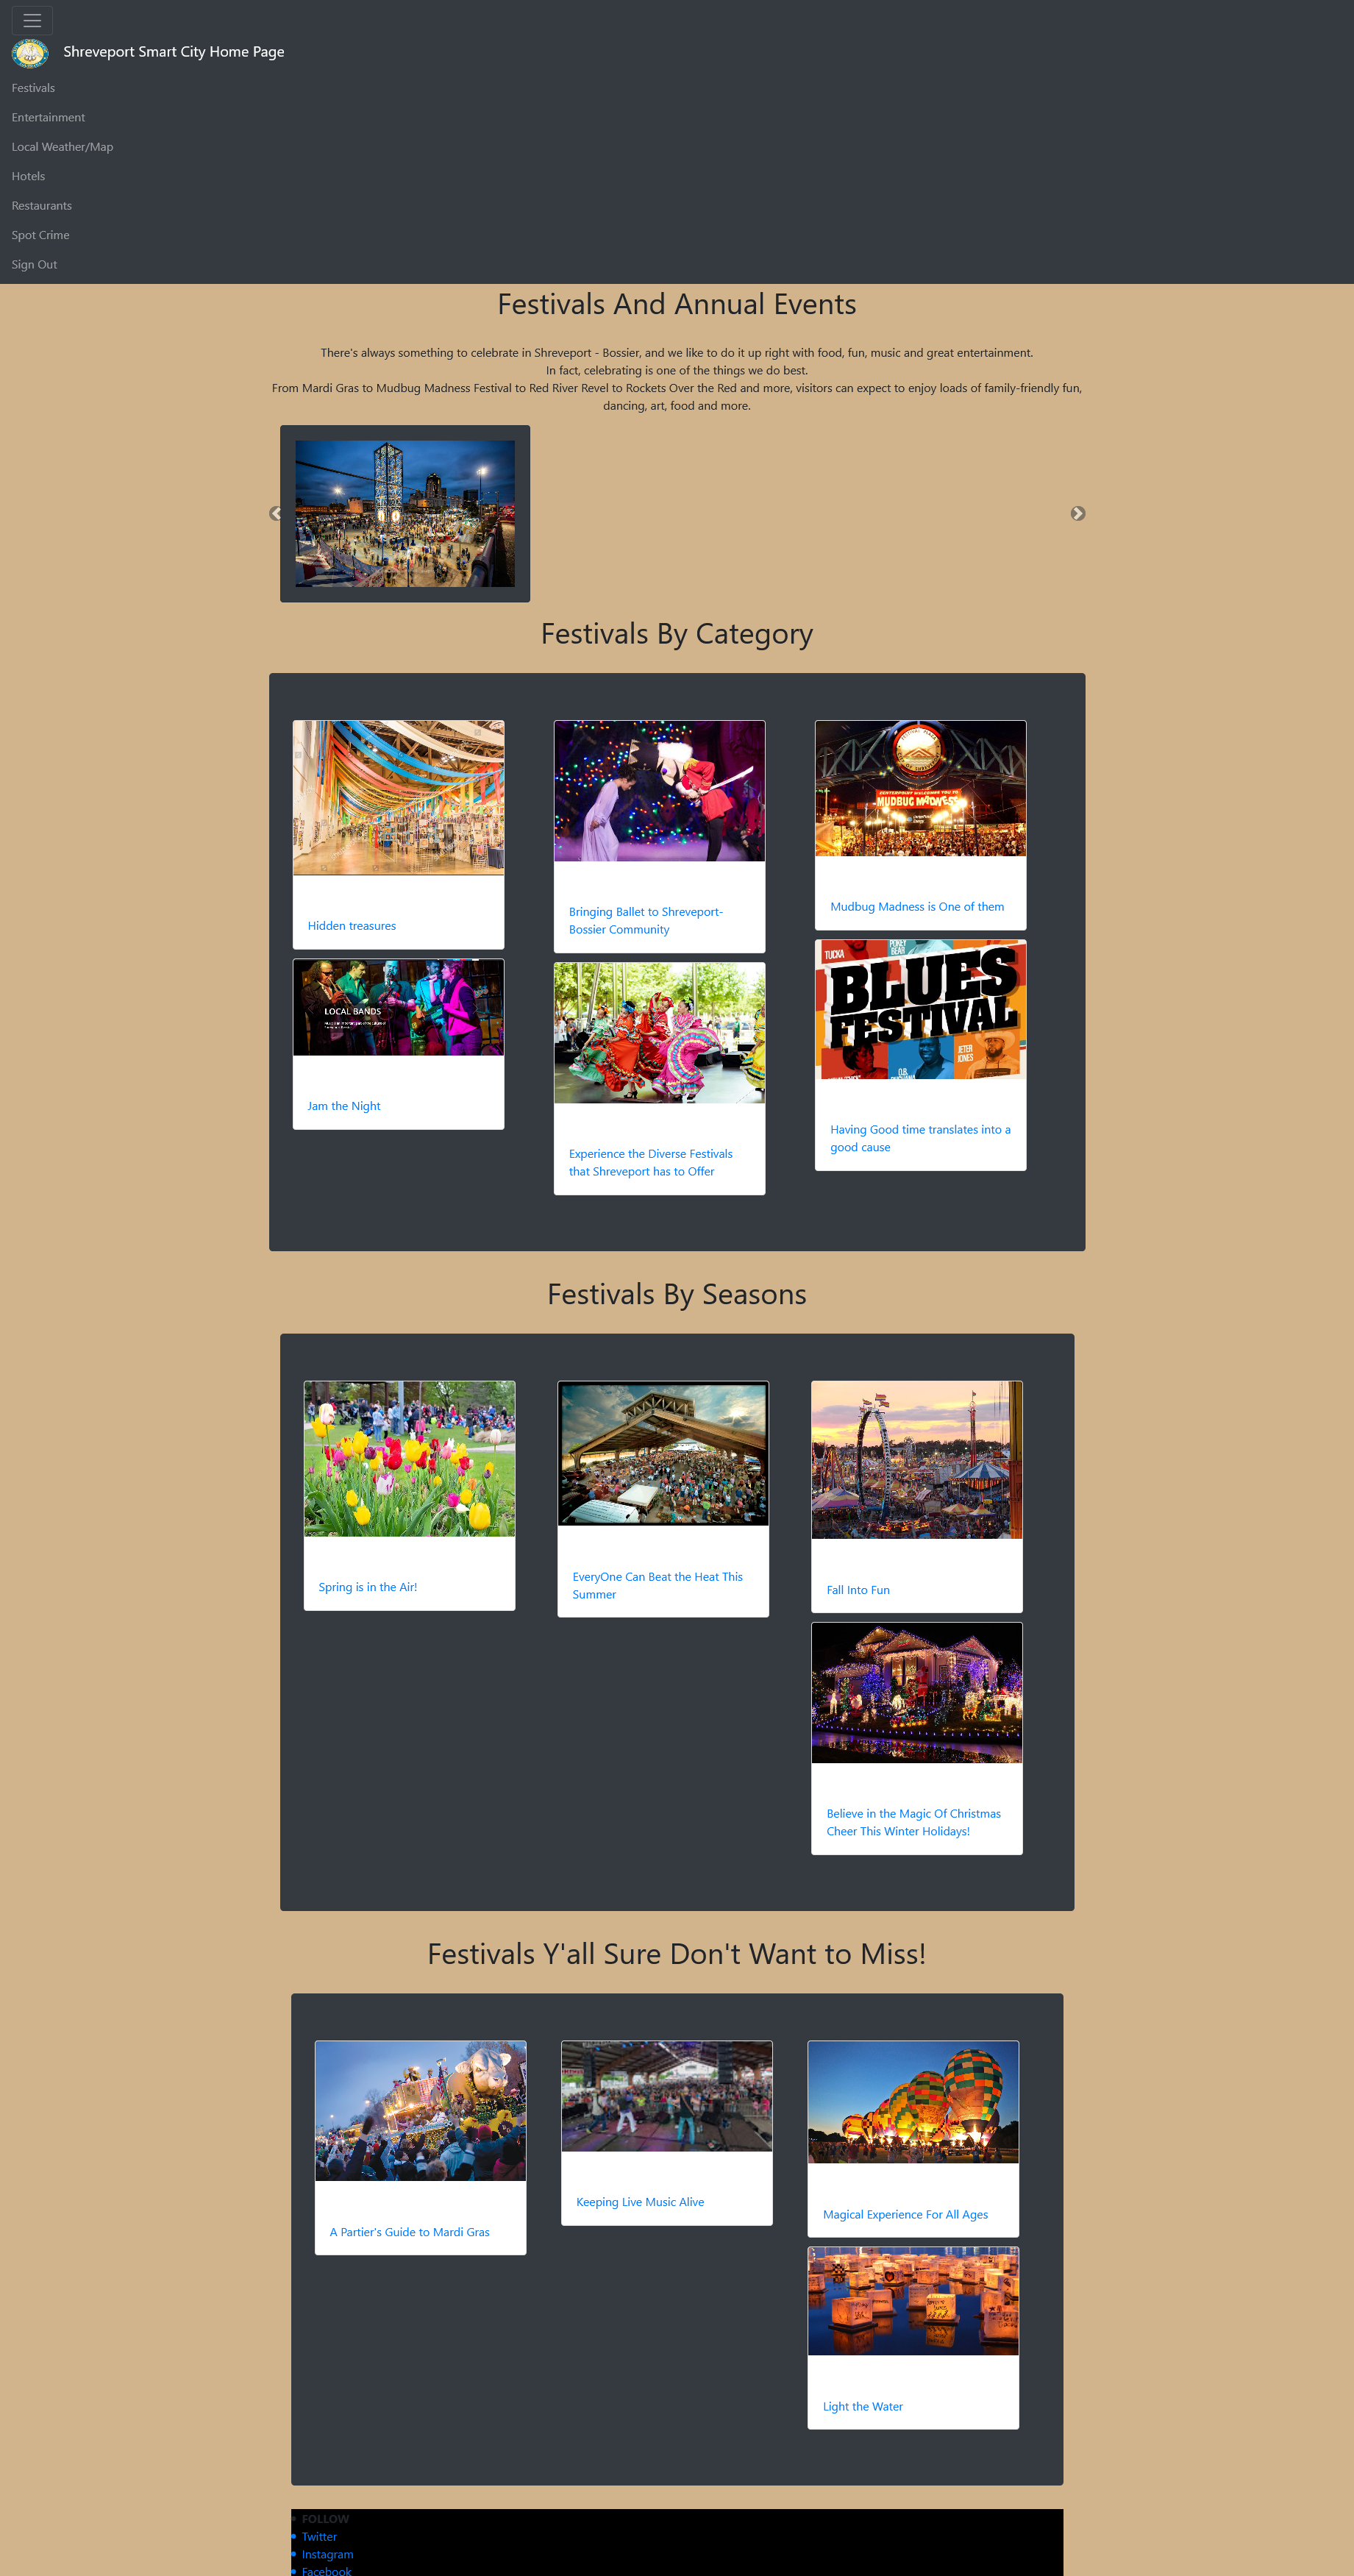 Shreveport Smart City Home Page
Festivals
Entertainment
Local Weather/Map
Hotels
Restaurants
Spot Crime
Sign Out
Festivals And Annual Events
There's always something to celebrate in Shreveport - Bossier, and we like to do it up right with food, fun, music and great entertainment.
In fact, celebrating is one of the things we do best.
From Mardi Gras to Mudbug Madness Festival to Red River Revel to Rockets Over the Red and more, visitors can expect to enjoy loads of family-friendly fun,
dancing, art, food and more.
Festivals By Category
Hidden treasures
LOCAL BANDS
Jam the Night
Bringing Ballet to Shreveport-
Bossier Community
Experience the Diverse Festivals
that Shreveport has to Offer
MUDBUG MADNESS
Mudbug Madness is One of them
TUCKA
POKEY
BEAR
BLUES
FESTIVAL
JETER
JONES
Having Good time translates into a
good cause
Festivals By Seasons
Spring is in the Air!
EveryOne Can Beat the Heat This
Summer
Fall Into Fun
Believe in the Magic Of Christmas
Cheer This Winter Holidays!
Festivals Y'all Sure Don't Want to Miss!
A Partier's Guide to Mardi Gras
Keeping Live Music Alive
Magical Experience For All Ages
Light the Water
FOLLOW
Twitter
Instagram
Facebook